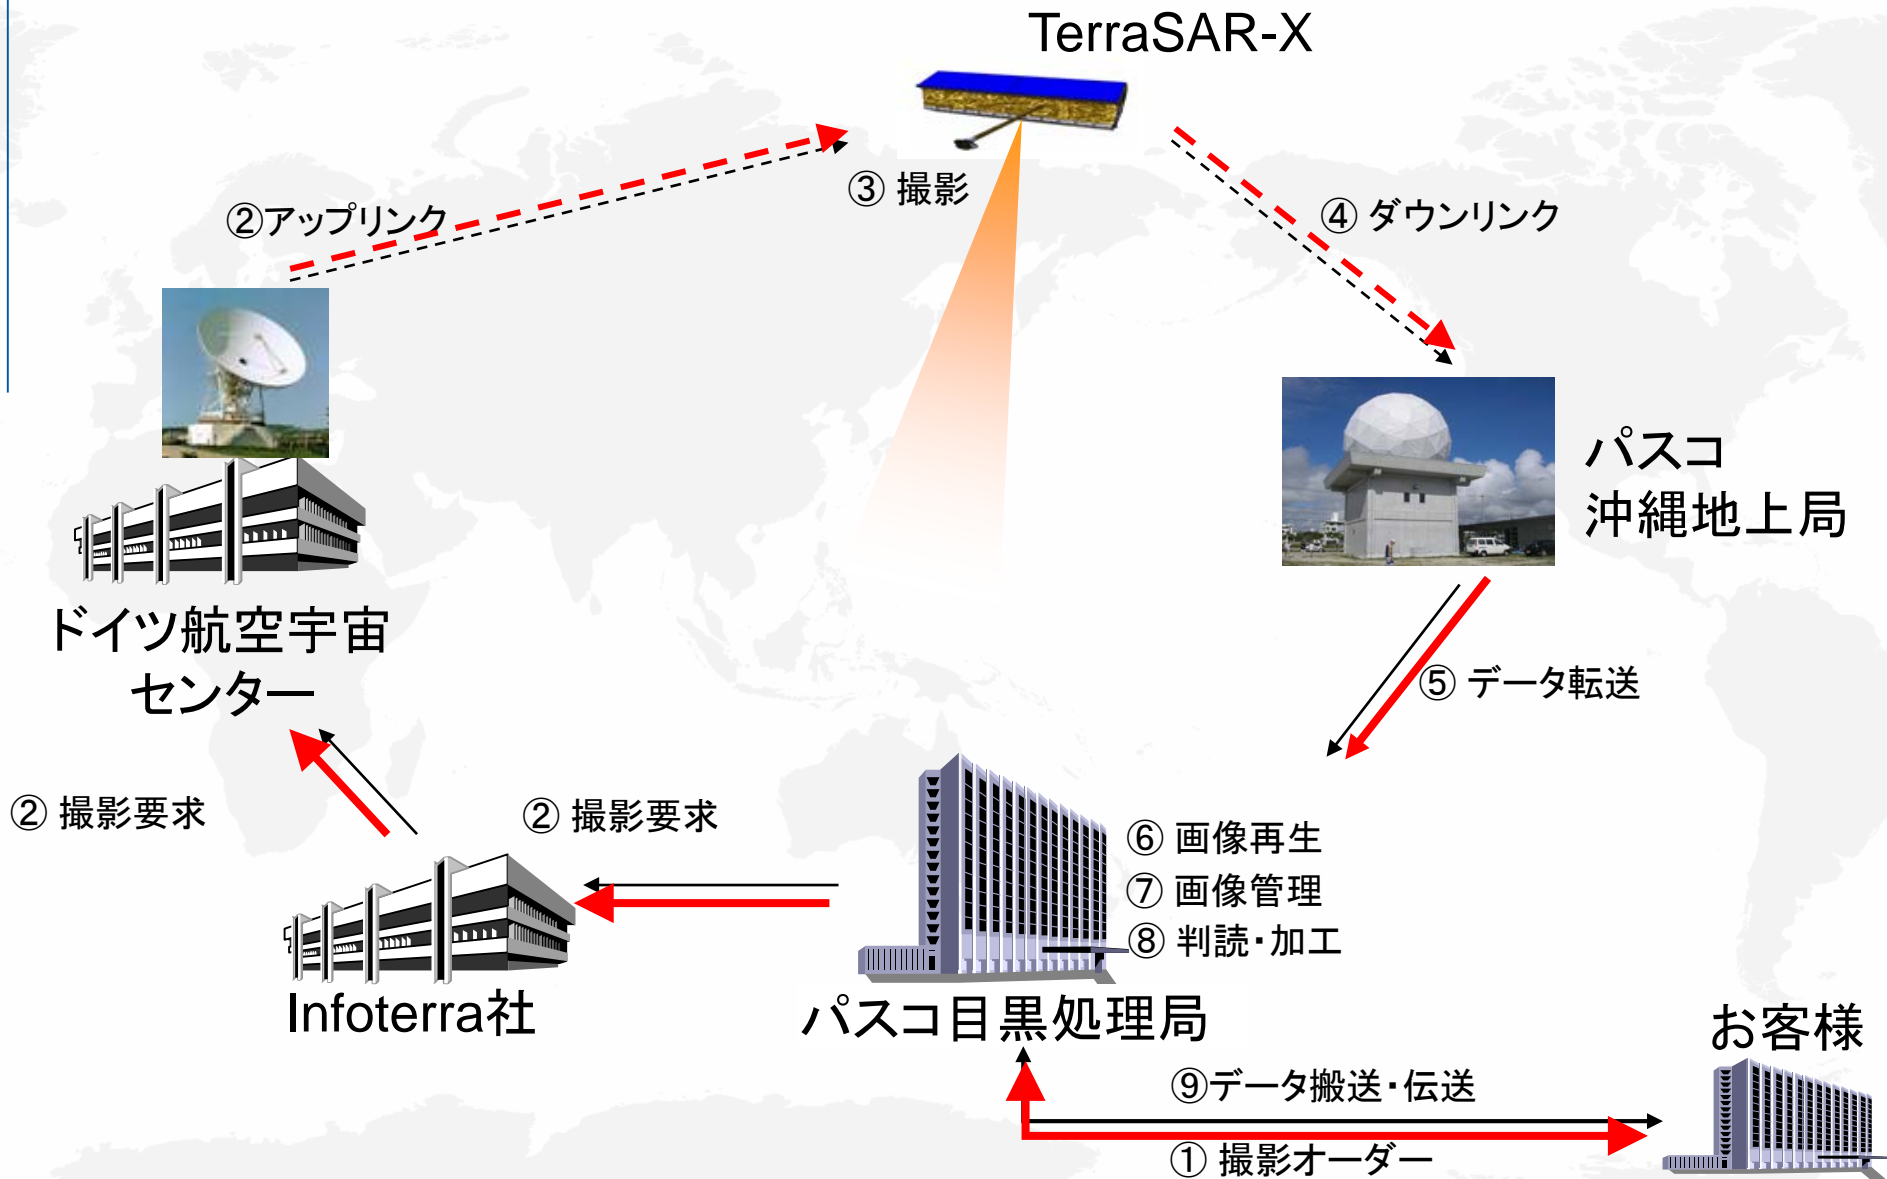 TerraSAR-X
③ 撮影
②アップリンク
④ ダウンリンク
パスコ
沖縄地上局
ドイツ航空宇宙
センター
⑤ データ転送
② 撮影要求
② 撮影要求
⑥ 画像再生
⑦ 画像管理
⑧ 判読・加工
Infoterra社
パスコ目黒処理局
お客様
⑨データ搬送・伝送
① 撮影オーダー